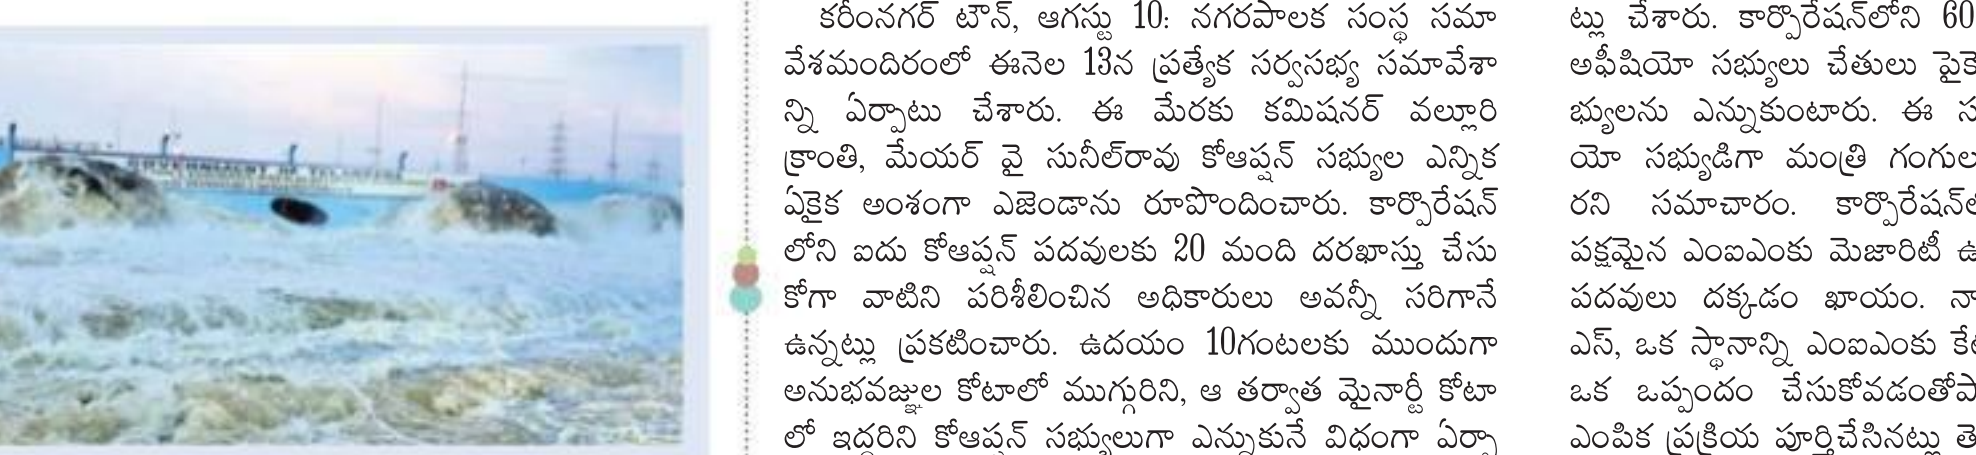 కరీంనగర్ టౌన్, ఆగస్టు 10: నగరపాలక సంస్థ సమా
వేశమందిరంలో ఈనెల 13న ప్రత్యేక సర్వసభ్య సమావేశా
న్ని ఏర్పాటు చేశారు. ఈ మేరకు కమిషనర్ వల్లూరి
క్రాంతి, మేయర్ వై సునీల్‌రావు కోఆప్షన్ సభ్యుల ఎన్నిక
ఏకైక అంశంగా ఎజెండాను రూపొందించారు. కార్పొరేషన్
లోని ఐదు కోఆప్షన్ పదవులకు 20 మంది దరఖాస్తు చేసు
కోగా వాటిని పరిశీలించిన అధికారులు అవన్నీ సరిగానే
ఉన్నట్లు ప్రకటించారు. ఉదయం 10గంటలకు ముందుగా
అనుభవజ్ఞుల కోటాలో ముగ్గురిని, ఆ తర్వాత మైనార్టీ కోటా
లో ఇద్దరిని కోఆప్షన్ సభ్యులుగా ఎన్నుకునే విధంగా ఏర్పా
ట్లు చేశారు. కార్పొరేషన్‌లోని 60
అఫీషియో సభ్యులు చేతులు పైకె
భ్యులను ఎన్నుకుంటారు. ఈ స
యో సభ్యుడిగా మంత్రి గంగుల
రని సమాచారం. కార్పొరేషన్‌లో
పక్షమైన ఎంఐఎంకు మెజారిటీ ఉ
పదవులు దక్కడం ఖాయం. నా
ఎస్, ఒక స్థానాన్ని ఎంఐఎంకు కే
ఒక ఒప్పందం చేసుకోవడంతోపా
ఎంపిక ప్రక్రియ పూర్తిచేసినట్లు తె